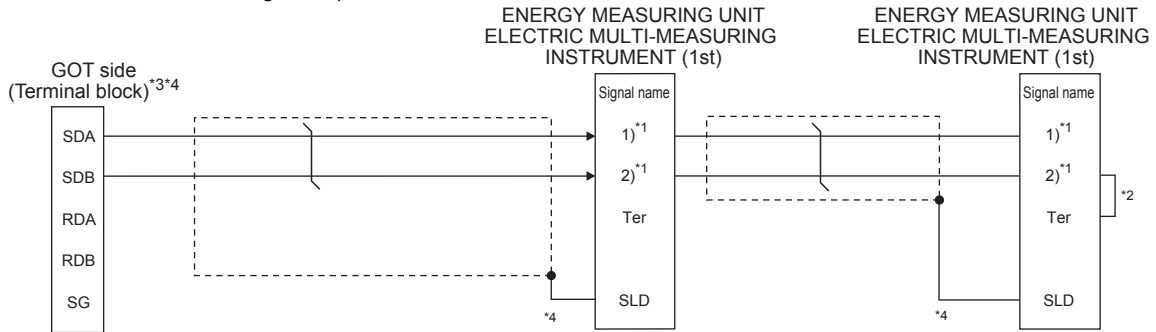 ENERGY MEASURING UNIT
ELECTRIC MULTI-MEASURING
INSTRUMENT (1st)
ENERGY MEASURING UNIT
ELECTRIC MULTI-MEASURING
INSTRUMENT (1st)
GOT side
(Terminal block)*3*4
SDA
SDB
RDA
RDB
SG
Signal name
1)*1
2)*1
Ter
SLD
*4
Signal name
1)*1
2)*1
Ter
SLD
*2
*4